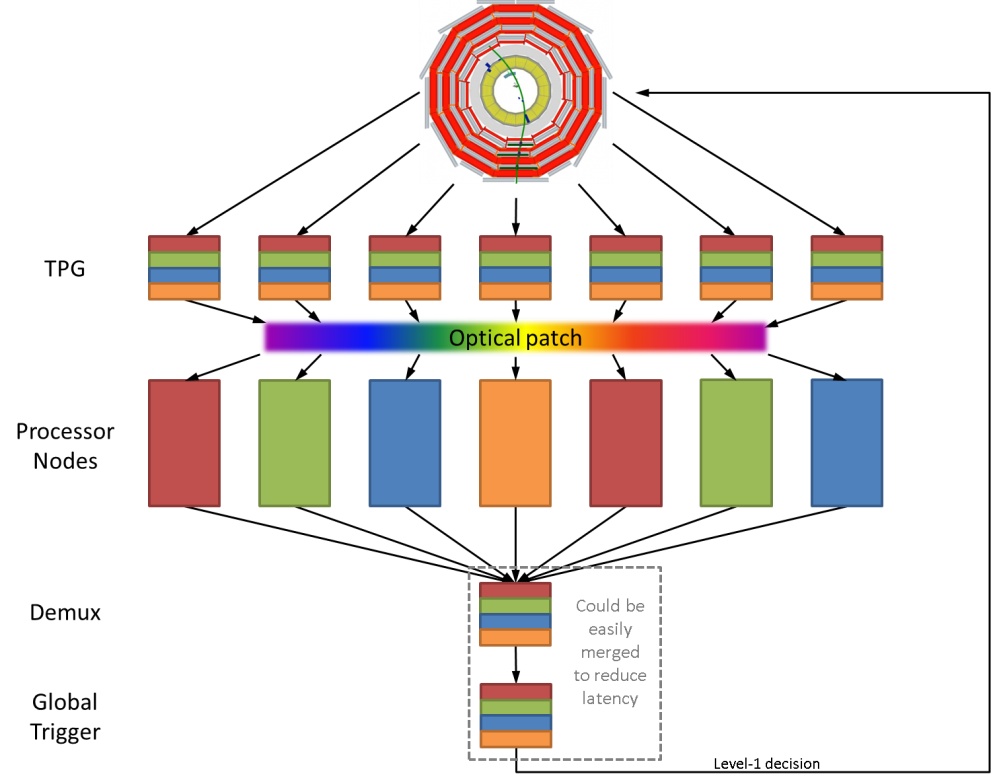 TPG
Optical patch
Processor
Nodes
Demux
Could be
easily
merged
to reduce
latency
Global
Trigger
Level-1 decision